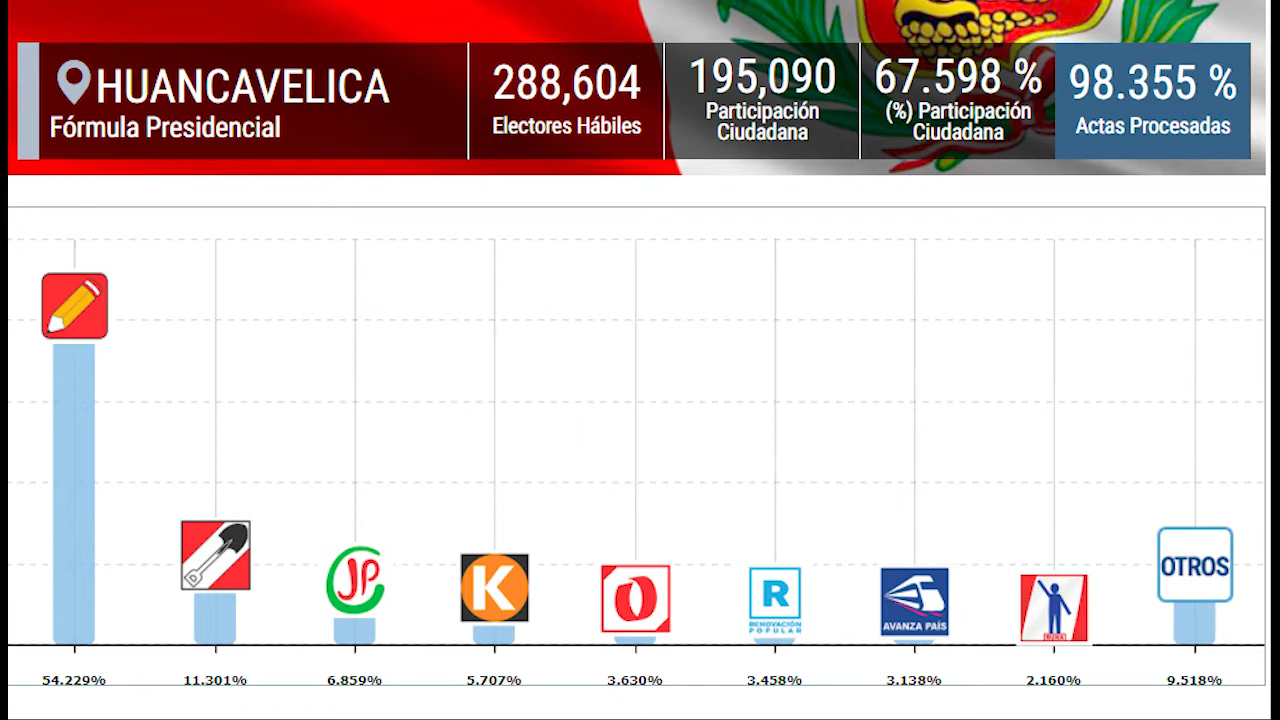 HUANCAVELICA
Fórmula Presidencial
288,604
Electores Hábiles
195,090
Participación
Ciudadana
67.598 %
(%) Participación
Ciudadana
98.355 %
Actas Procesadas
JP
K
O
R
RENOVACIÓN
POPULAR
AVANZA PAÍS
OTROS
54.229%
11.301%
6.859%
5.707%
3.630%
3.458%
3.138%
2.160%
9.518%